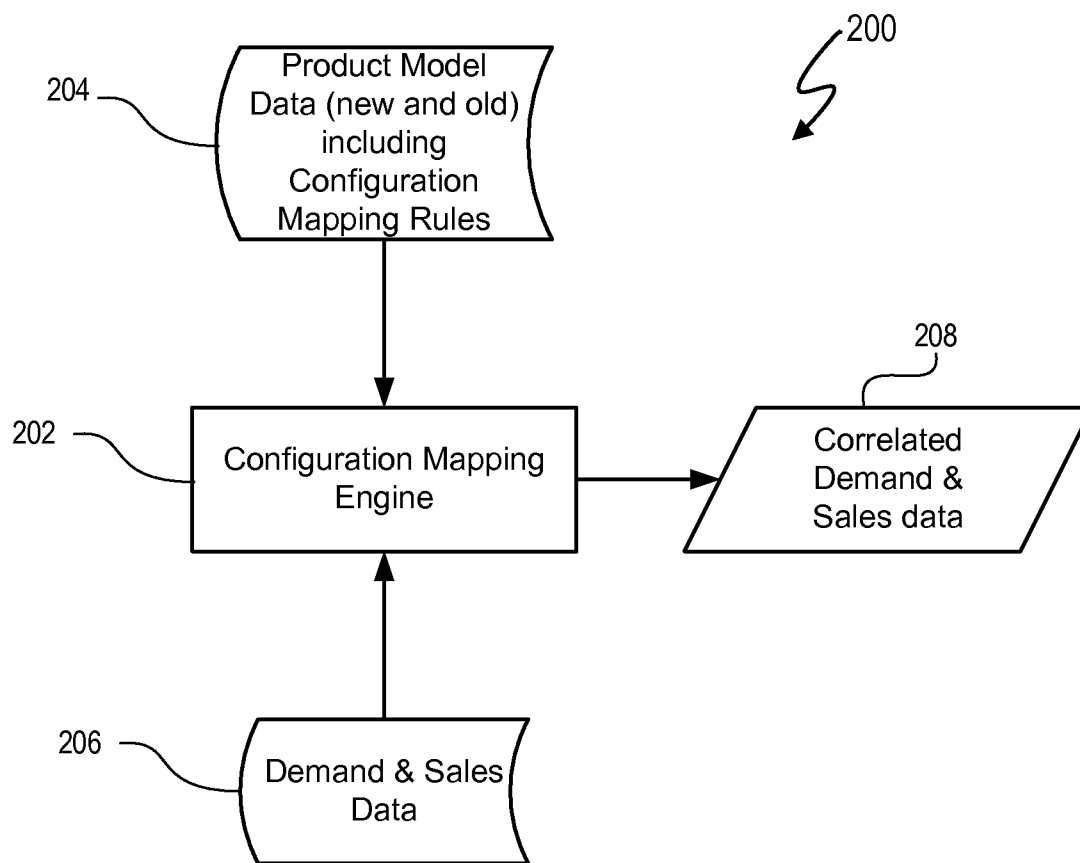 200
204
Product Model
Data (new and old)
including
Configuration
Mapping Rules
208
202
Configuration Mapping
Engine
Correlated
Demand &
Sales data
206
Demand & Sales
Data